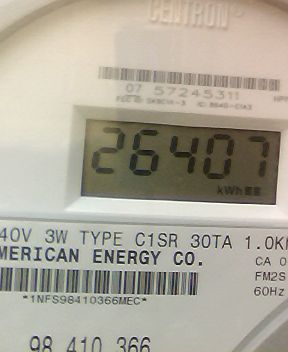 CENTRON
07 57245311
26407
kWh
40V 3W TYPE C1SR 30TA 1.0K
MERICAN ENERGY CO.
CA 0
FM2S
60Hz
*1NFS98410366MEC*
98 410 366